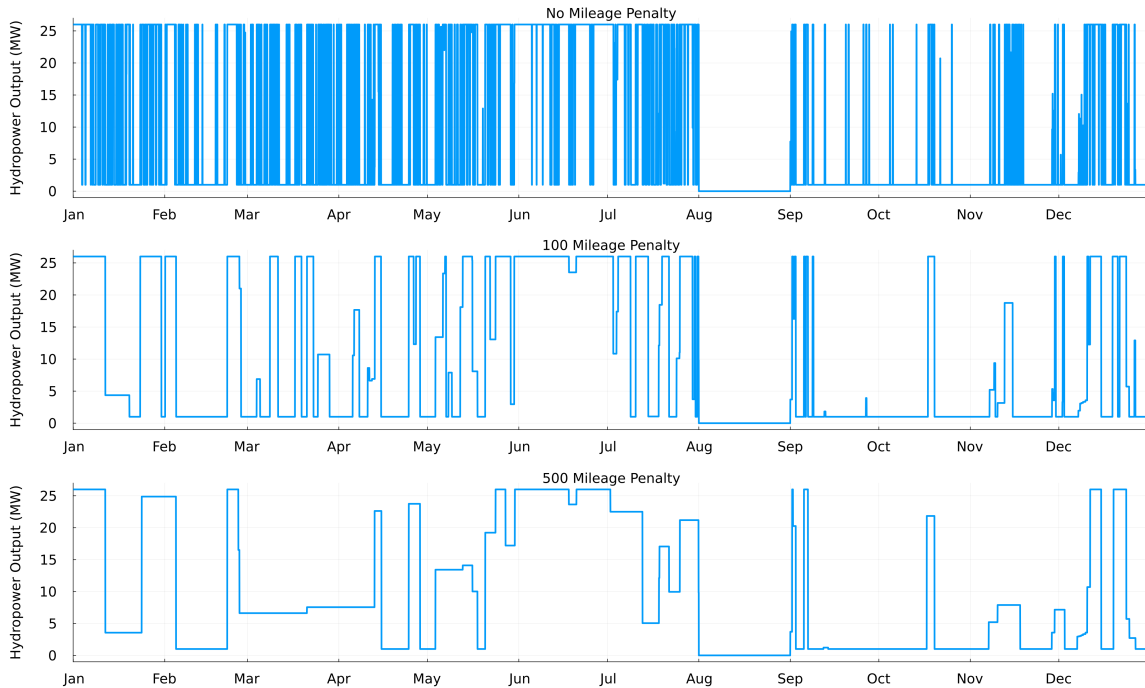 No Mileage Penalty
Hydropower Output (MW)
25
20
15
10
5
0
Jan Feb Mar Apr May Jun Jul Aug Sep Oct Nov Dec
100 Mileage Penalty
Hydropower Output (MW)
25
20
15
10
5
0
Jan Feb Mar Apr May Jun Jul Aug Sep Oct Nov Dec
500 Mileage Penalty
Hydropower Output (MW)
25
20
15
10
5
0
Jan Feb Mar Apr May Jun Jul Aug Sep Oct Nov Dec